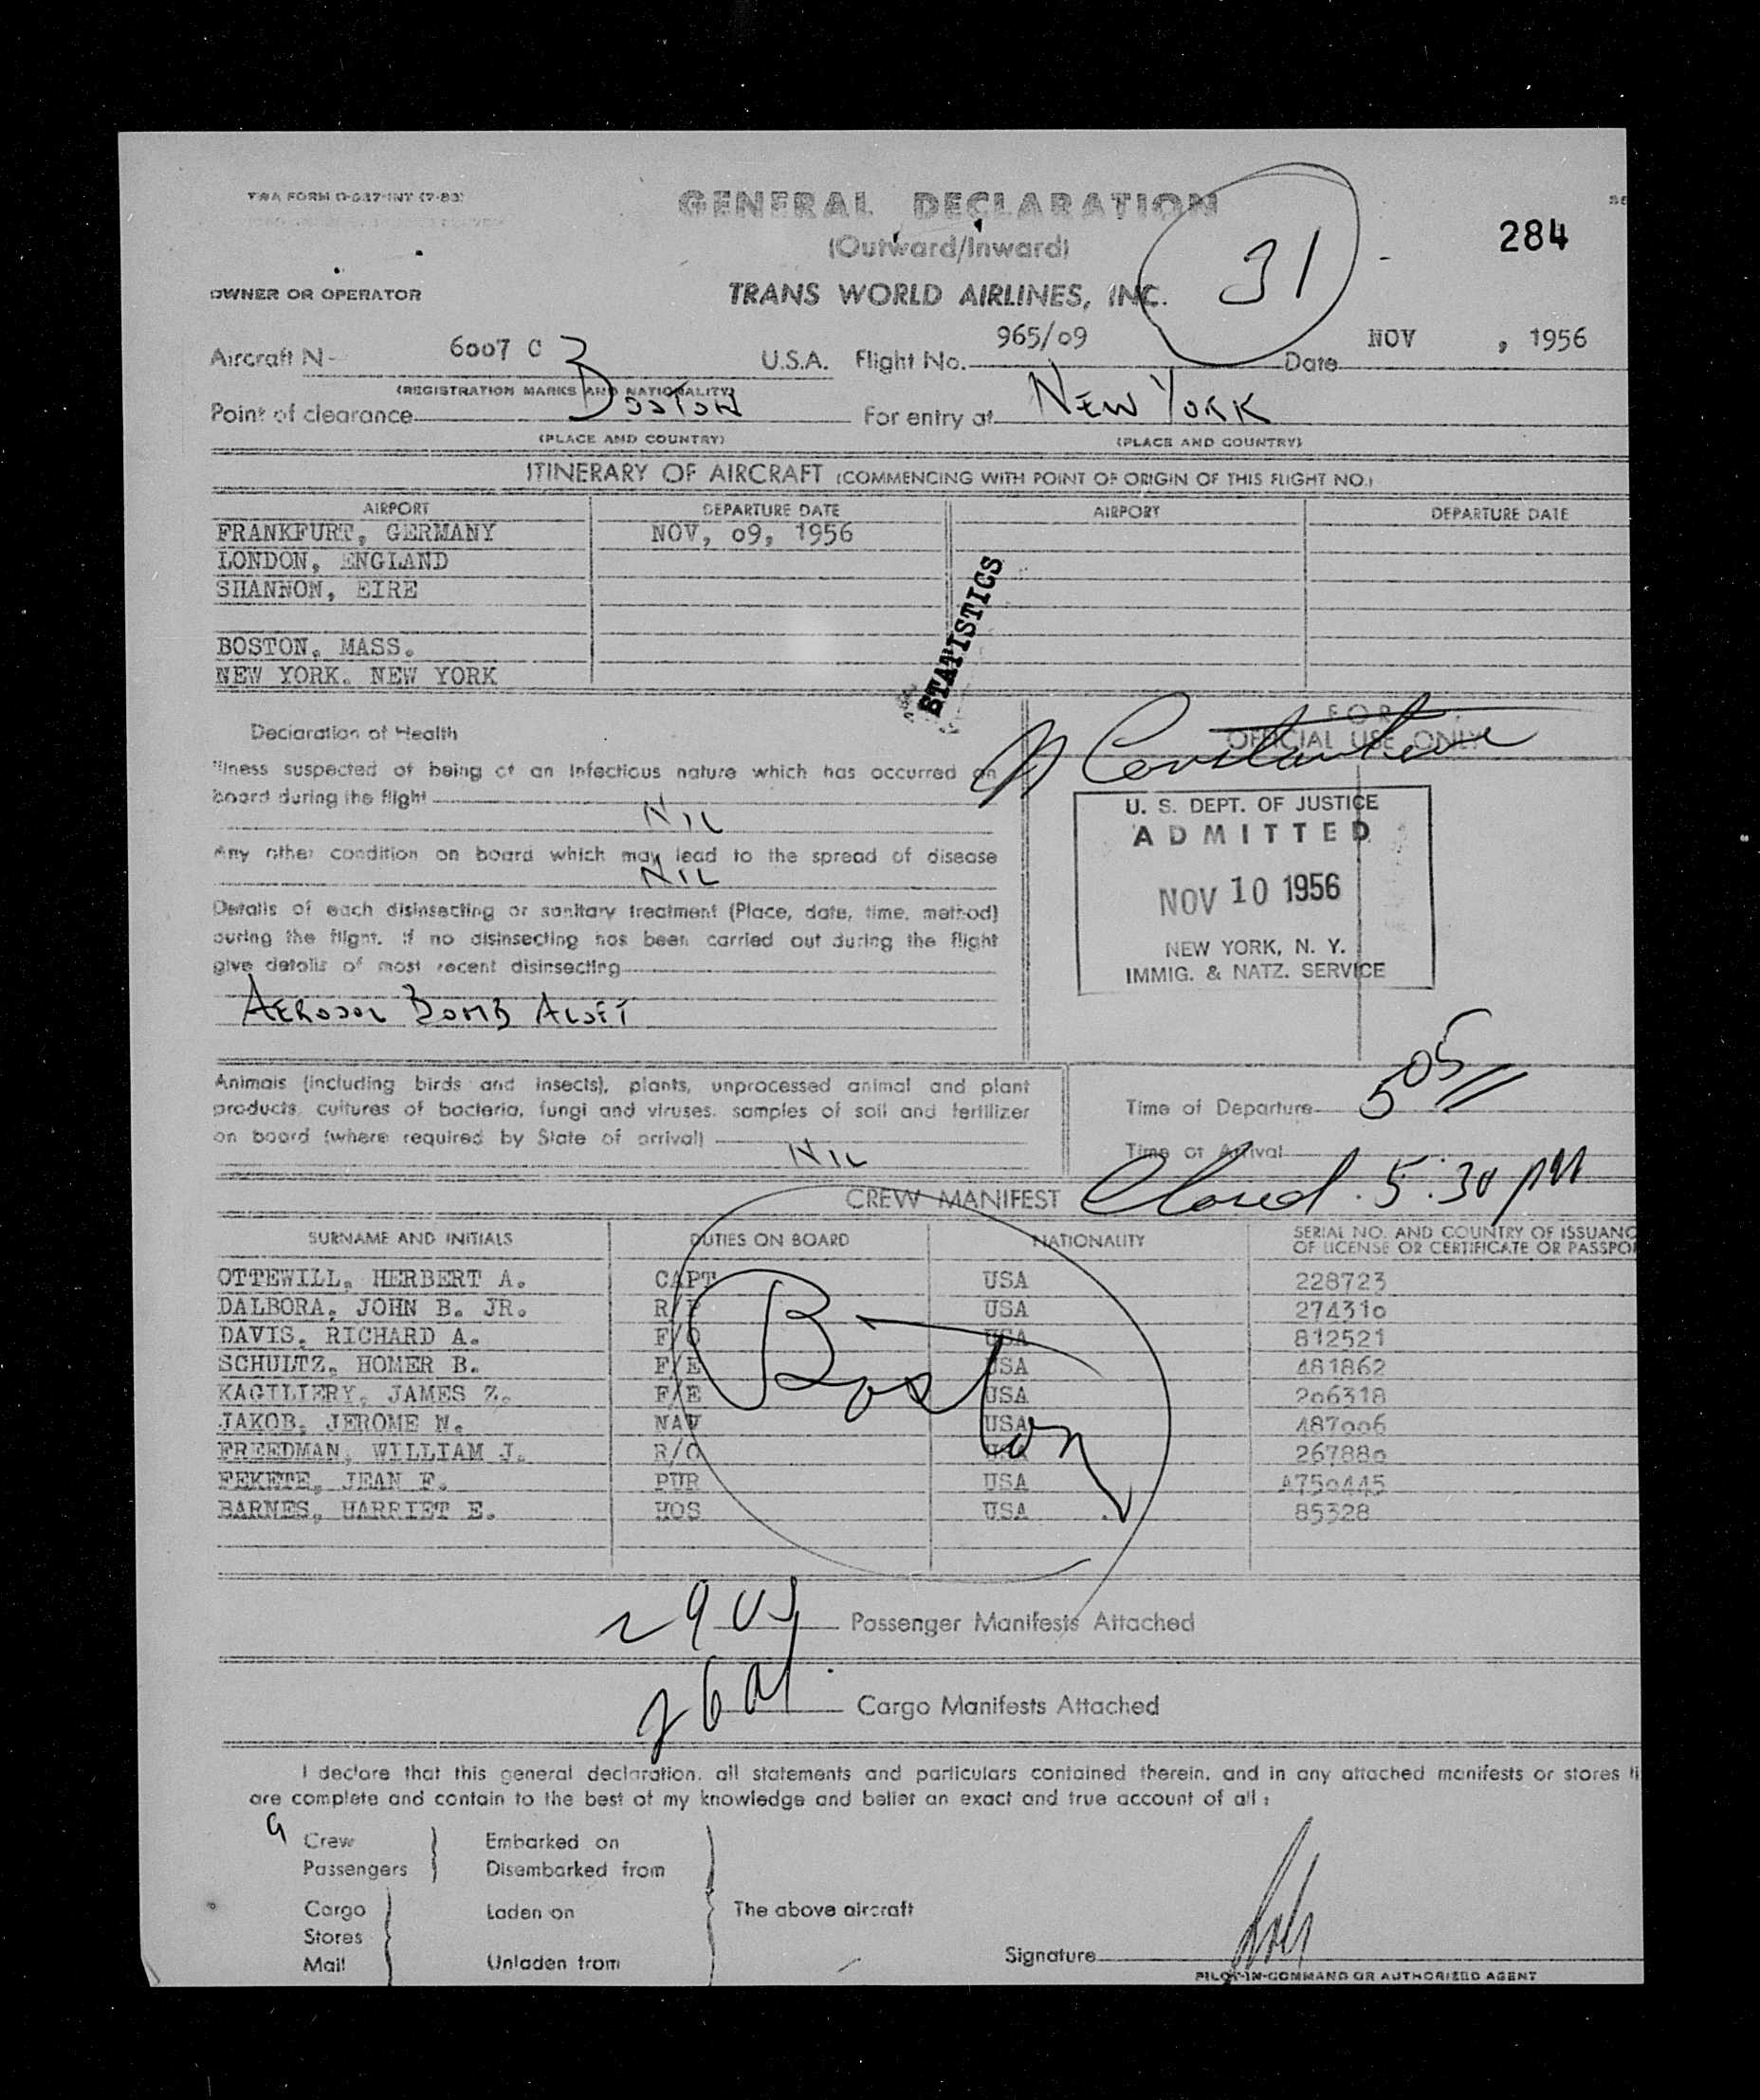 TWA FORM O-537-INT (7-53)
GENERAL DECLARATION
(Outward/Inward)
31
284
OWNER OR OPERATOR
TRANS WORLD AIRLINES, INC.
Aircraft N- 6007 C U.S.A. Flight No. 965/09 Date NOV , 1956
(REGISTRATION MARKS AND NATIONALITY)
Point of clearance BOSTON For entry at NEW YORK
(PLACE AND COUNTRY) (PLACE AND COUNTRY)
ITINERARY OF AIRCRAFT (COMMENCING WITH POINT OF ORIGIN OF THIS FLIGHT NO.)
AIRPORT DEPARTURE DATE AIRPORT DEPARTURE DATE
FRANKFURT, GERMANY NOV, 09, 1956
LONDON, ENGLAND
SHANNON, EIRE
BOSTON, MASS.
NEW YORK. NEW YORK
STATISTICS
FOR
OFFICIAL USE ONLY
Declaration of Health
Illness suspected of being of an infectious nature which has occurred on
board during the flight
NIL
Any other condition on board which may lead to the spread of disease
NIL
Details of each disinsecting or sanitary treatment (Place, date, time, method)
during the flight. If no disinsecting has been carried out during the flight
give details of most recent disinsecting
AEROSOL BOMB ALOFT
U. S. DEPT. OF JUSTICE
ADMITTED
NOV 10 1956
NEW YORK, N. Y.
IMMIG. & NATZ. SERVICE
Animals (including birds and insects), plants, unprocessed animal and plant
products, cultures of bacteria, fungi and viruses, samples of soil and fertilizer
on board (where required by State of arrival)
NIL
Time of Departure 505
Time of Arrival
Closed 5:30 PM
CREW MANIFEST
SURNAME AND INITIALS DUTIES ON BOARD NATIONALITY SERIAL NO. AND COUNTRY OF ISSUANC
OF LICENSE OR CERTIFICATE OR PASSPO
OTTEWILL, HERBERT A. CAPT USA 228723
DALBORA, JOHN B. JR. USA 274310
DAVIS, RICHARD A. F/O USA 812521
SCHULTZ, HOMER B. F/E USA 481862
KAGILIERY, JAMES Z. F/E USA 206318
JAKOB, JEROME W. NAV USA 487006
FREEDMAN, WILLIAM J. R/O USA 267880
FEKETE, JEAN F. PUR USA A750445
BARNES, HARRIET E. HOS USA 85328
Boston
29 US Passenger Manifests Attached
26 al Cargo Manifests Attached
I declare that this general declaration, all statements and particulars contained therein, and in any attached manifests or stores li
are complete and contain to the best of my knowledge and belief an exact and true account of all :
9 Crew Embarked on
Passengers Disembarked from
Cargo Laden on The above aircraft
Stores
Mail Unladen from
Signature
PILOT-IN-COMMAND OR AUTHORIZED AGENT